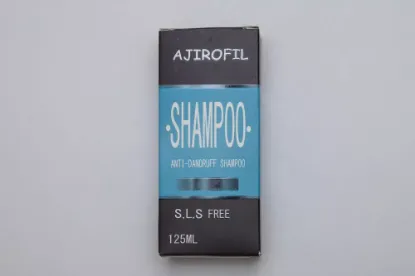 AJIROFIL
·SHAMPOO·
ANTI-DANDRUFF SHAMPOO
S.L.S FREE
125ML